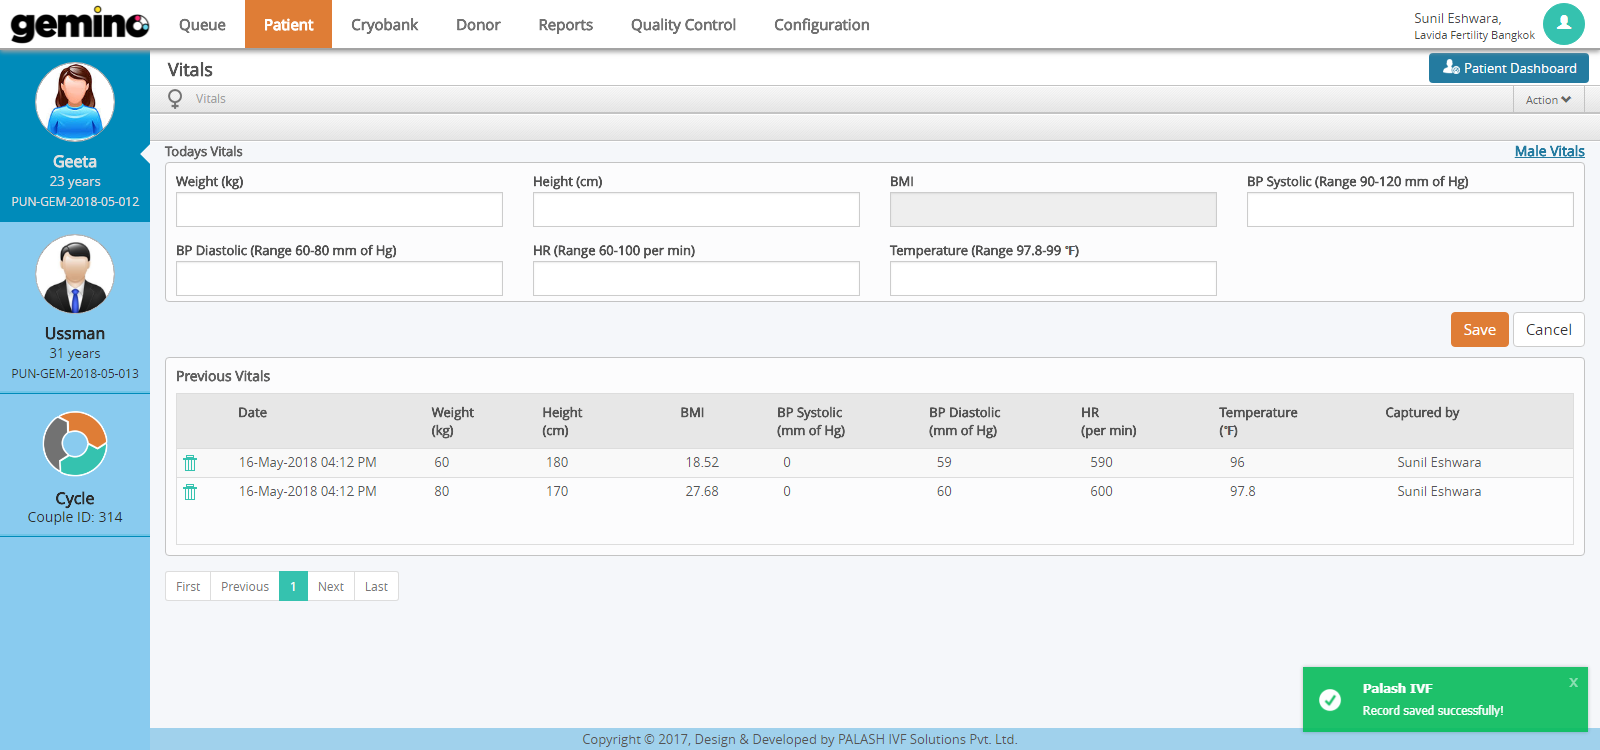 gemino
Queue Patient Cryobank Donor Reports Quality Control Configuration
Sunil Eshwara,
Lavida Fertility Bangkok
Geeta
23 years
PUN-GEM-2018-05-012
Ussman
31 years
PUN-GEM-2018-05-013
Cycle
Couple ID: 314
Vitals
Patient Dashboard
Vitals
Action
Todays Vitals
Male Vitals
Weight (kg) Height (cm) BMI BP Systolic (Range 90-120 mm of Hg)
BP Diastolic (Range 60-80 mm of Hg) HR (Range 60-100 per min) Temperature (Range 97.8-99 °F)
Save Cancel
Previous Vitals
Date Weight Height BMI BP Systolic BP Diastolic HR Temperature Captured by
(kg) (cm) (mm of Hg) (mm of Hg) (per min) (°F)
16-May-2018 04:12 PM 60 180 18.52 0 59 590 96 Sunil Eshwara
16-May-2018 04:12 PM 80 170 27.68 0 60 600 97.8 Sunil Eshwara
First Previous 1 Next Last
Palash IVF x
Record saved successfully!
Copyright © 2017, Design & Developed by PALASH IVF Solutions Pvt. Ltd.